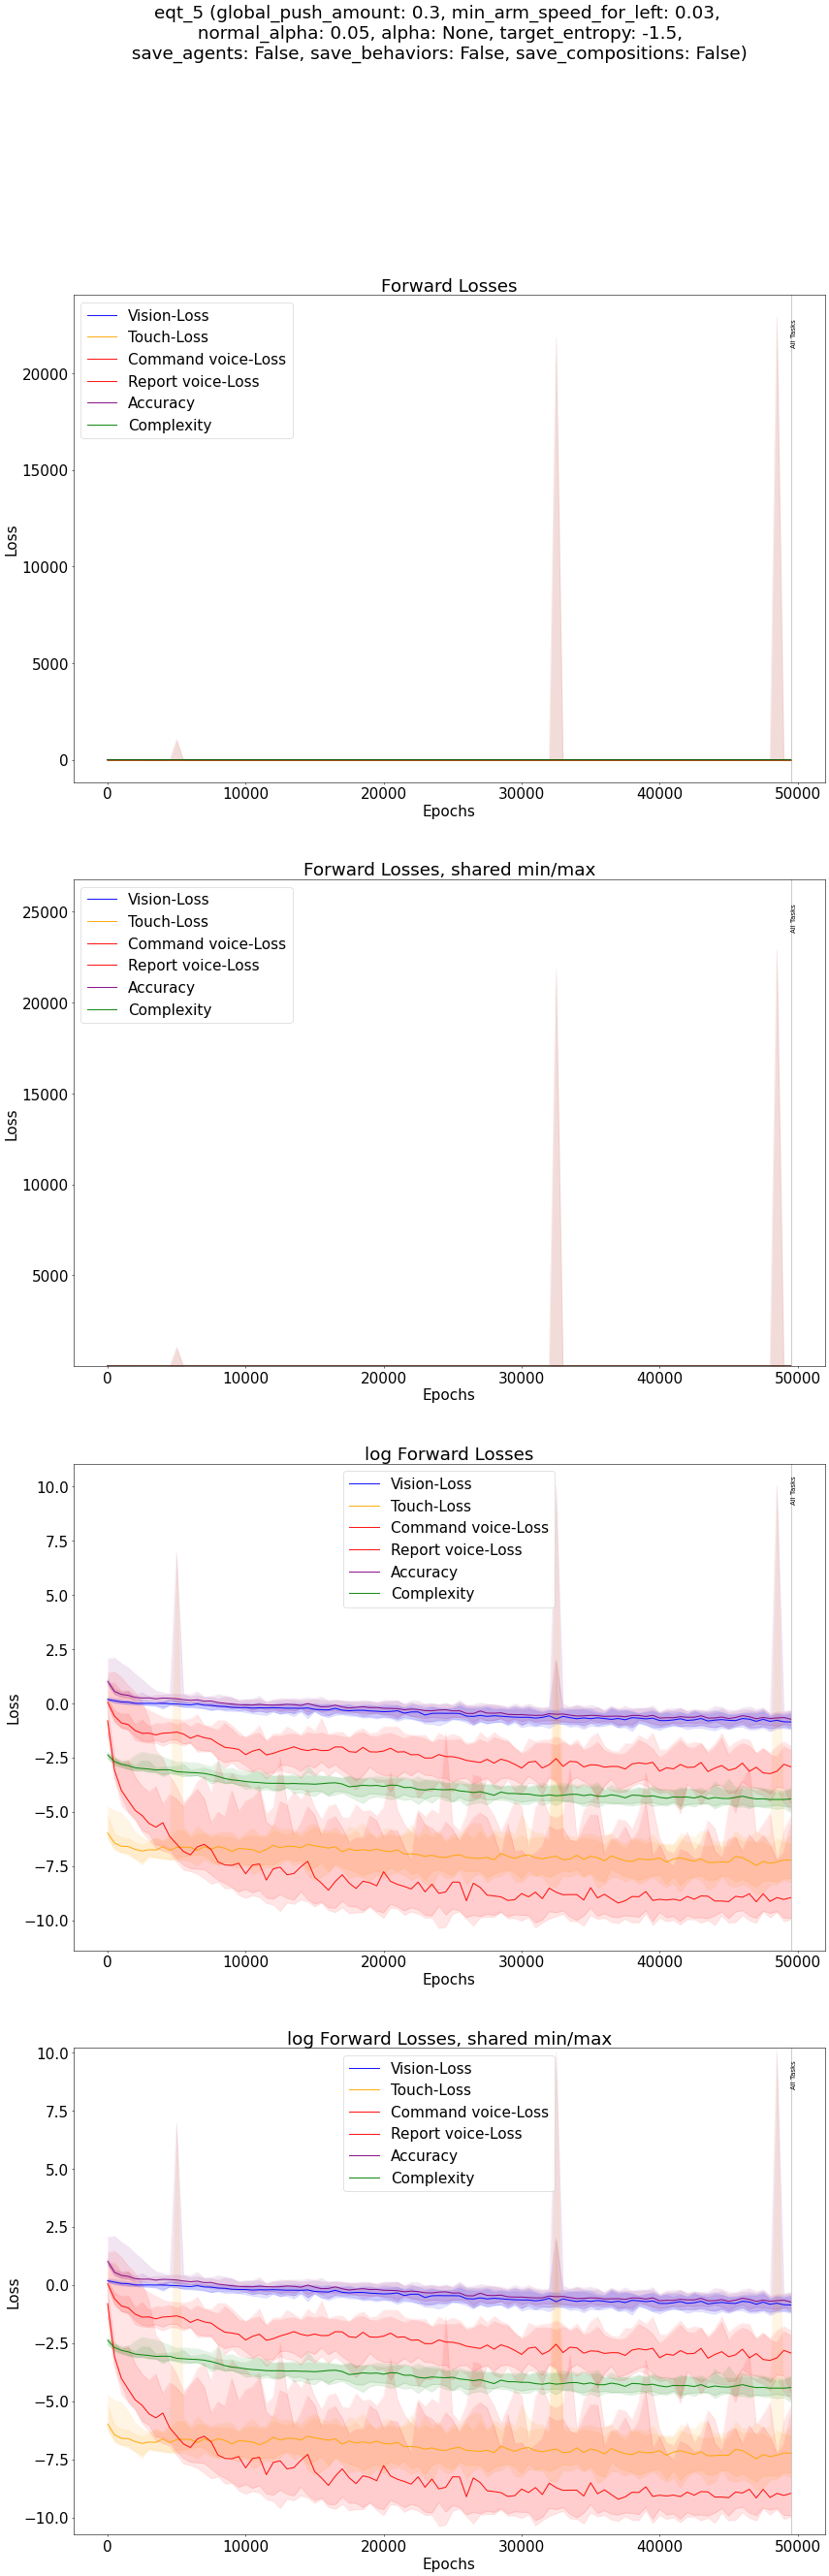 eqt_5 (global_push_amount: 0.3, min_arm_speed_for_left: 0.03,
normal_alpha: 0.05, alpha: None, target_entropy: -1.5,
save_agents: False, save_behaviors: False, save_compositions: False)
Forward Losses
Vision-Loss
Touch-Loss
Command voice-Loss
Report voice-Loss
Accuracy
Complexity
All Tasks
20000
15000
10000
5000
0
Loss
0 10000 20000 30000 40000 50000
Epochs
Forward Losses, shared min/max
Vision-Loss
Touch-Loss
Command voice-Loss
Report voice-Loss
Accuracy
Complexity
All Tasks
25000
20000
15000
10000
5000
Loss
0 10000 20000 30000 40000 50000
Epochs
log Forward Losses
Vision-Loss
Touch-Loss
Command voice-Loss
Report voice-Loss
Accuracy
Complexity
All Tasks
10.0
7.5
5.0
2.5
0.0
−2.5
−5.0
−7.5
−10.0
Loss
0 10000 20000 30000 40000 50000
Epochs
log Forward Losses, shared min/max
Vision-Loss
Touch-Loss
Command voice-Loss
Report voice-Loss
Accuracy
Complexity
All Tasks
10.0
7.5
5.0
2.5
0.0
−2.5
−5.0
−7.5
−10.0
Loss
0 10000 20000 30000 40000 50000
Epochs